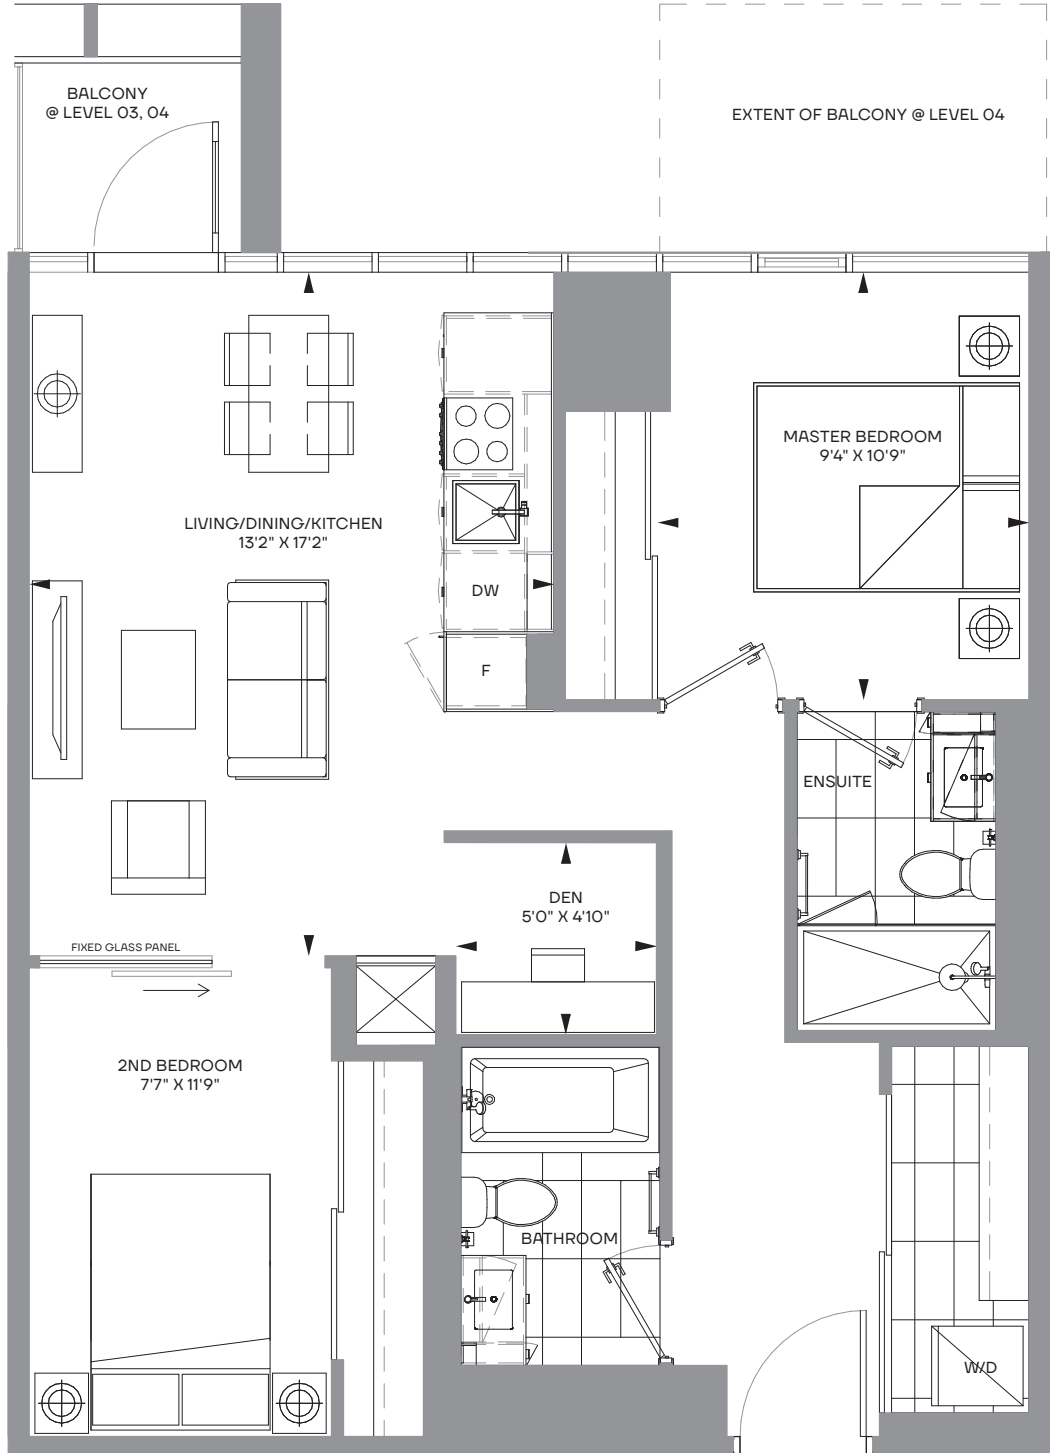 BALCONY
@ LEVEL 03, 04
EXTENT OF BALCONY @ LEVEL 04
MASTER BEDROOM
9'4" X 10'9"
LIVING/DINING/KITCHEN
13'2" X 17'2"
DW
F
ENSUITE
DEN
5'0" X 4'10"
FIXED GLASS PANEL
2ND BEDROOM
7'7" X 11'9"
BATHROOM
W/D